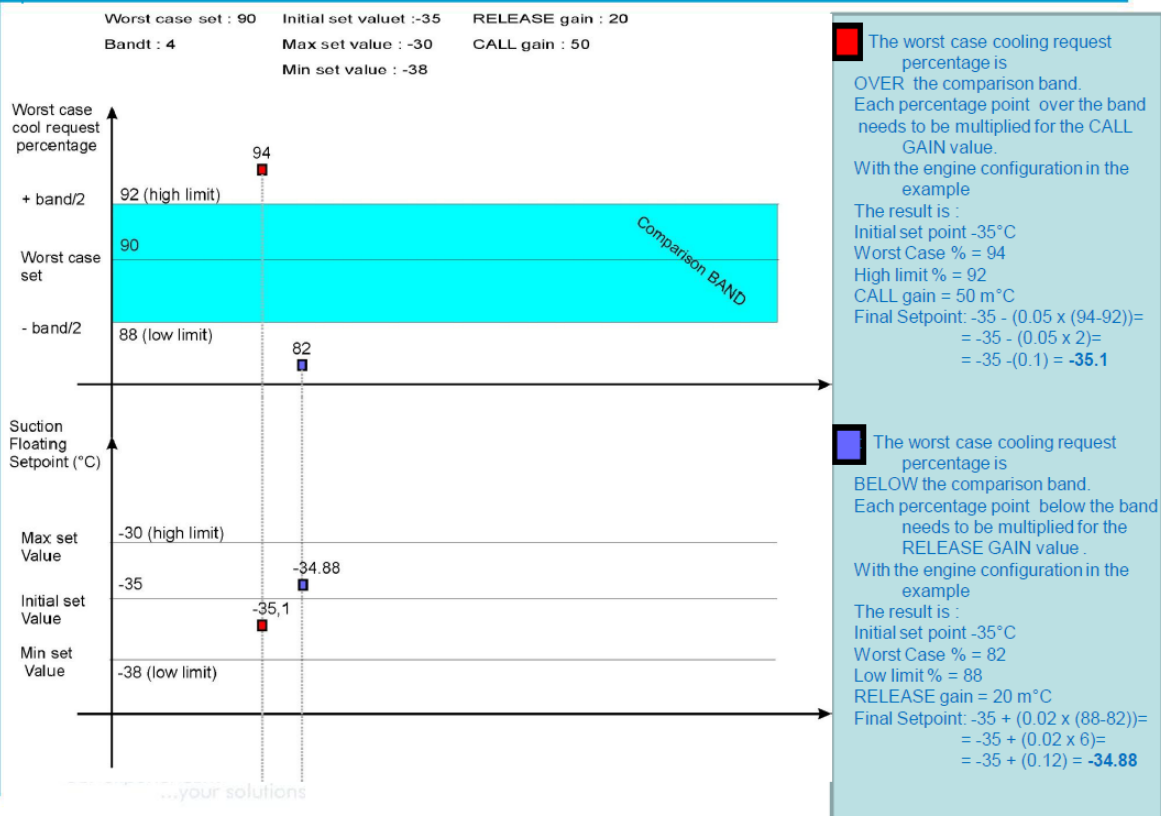 Worst case set : 90 Initial set valuet :-35 RELEASE gain : 20
Bandt : 4 Max set value : -30 CALL gain : 50
Min set value : -38
Worst case
cool request
percentage
94
+ band/2
92 (high limit)
90
Worst case
set
Comparison BAND
- band/2
88 (low limit)
82
Suction
Floating
Setpoint (°C)
-30 (high limit)
Max set
Value
-34.88
-35
Initial set
Value
-35,1
Min set
Value
-38 (low limit)
...your solutions
The worst case cooling request
percentage is
OVER the comparison band.
Each percentage point over the band
needs to be multiplied for the CALL
GAIN value.
With the engine configuration in the
example
The result is :
Initial set point -35°C
Worst Case % = 94
High limit % = 92
CALL gain = 50 m°C
Final Setpoint: -35 - (0.05 x (94-92))=
= -35 - (0.05 x 2)=
= -35 -(0.1) = -35.1
The worst case cooling request
percentage is
BELOW the comparison band.
Each percentage point below the band
needs to be multiplied for the
RELEASE GAIN value .
With the engine configuration in the
example
The result is :
Initial set point -35°C
Worst Case % = 82
Low limit % = 88
RELEASE gain = 20 m°C
Final Setpoint: -35 + (0.02 x (88-82))=
= -35 + (0.02 x 6)=
= -35 + (0.12) = -34.88